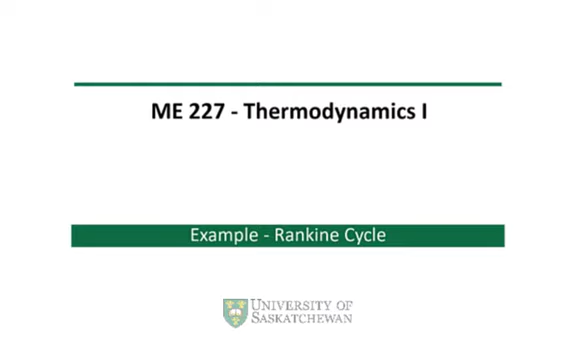 ME 227 - Thermodynamics I
Example - Rankine Cycle
UNIVERSITY OF
SASKATCHEWAN